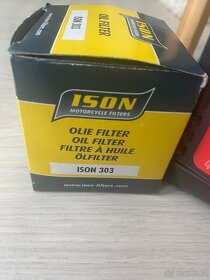 ISON 303
ISON
MOTORCYCLE FILTERS
OLIE FILTER
OIL FILTER
FILTRE À HUILE
ÖLFILTER
ISON 303
www.ison-filters.com